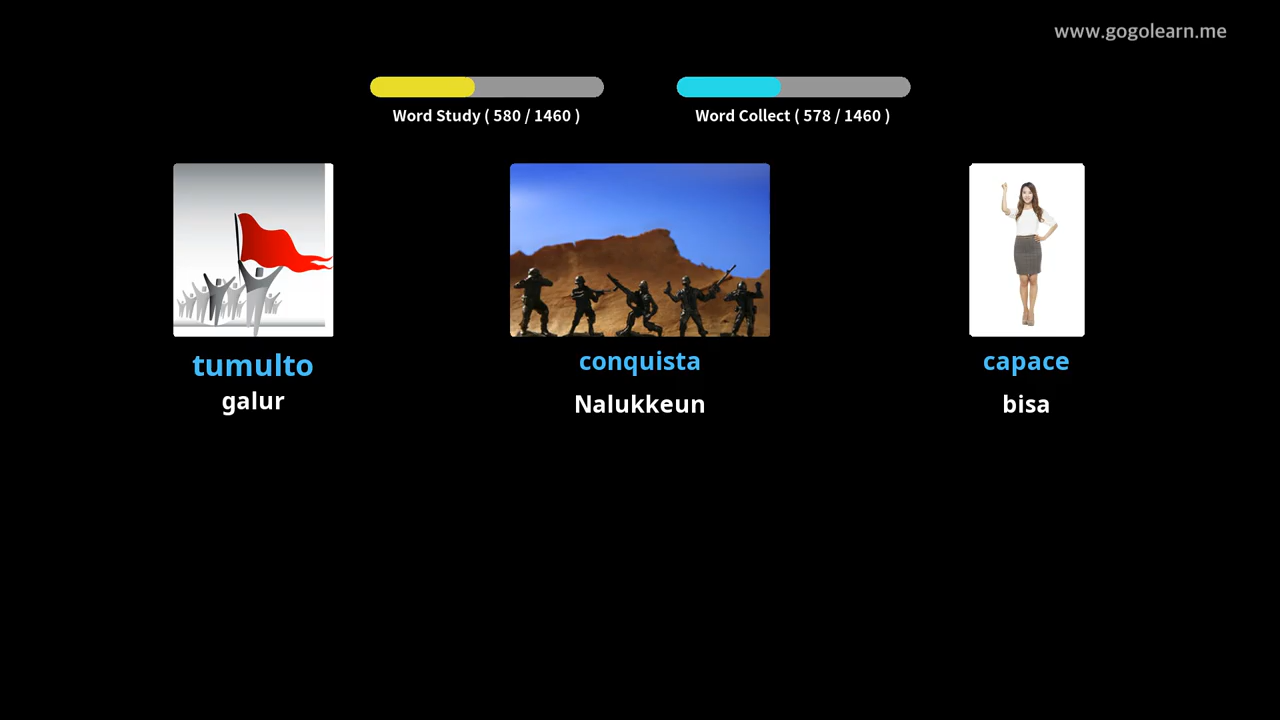 www.gogolearn.me
Word Study ( 580 / 1460 )
Word Collect ( 578 / 1460 )
tumulto
galur
conquista
Nalukkeun
capace
bisa